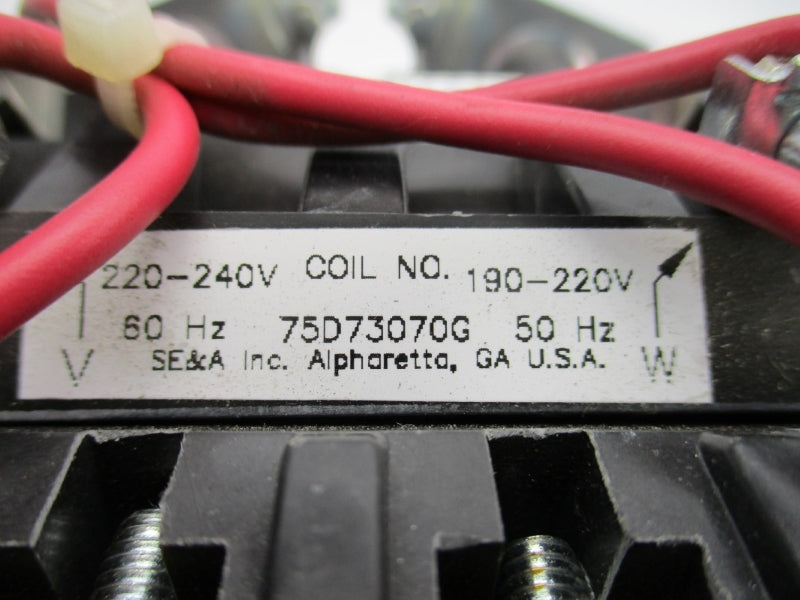 220-240V COIL NO. 190-220V
60 Hz 75D73070G 50 Hz
V SE&A Inc. Alpharetta, GA U.S.A. W